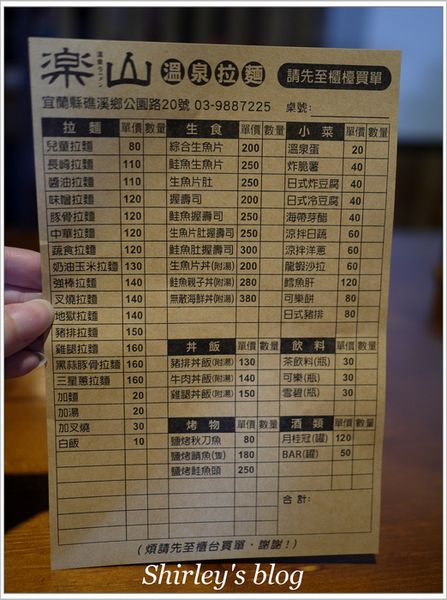 楽山 溫泉拉麵 請先至櫃檯買單
溫泉ラーメン
宜蘭縣礁溪鄉公園路20號 03-9887225 桌號:
拉麵 單價 數量 生食 單價 數量 小菜 單價 數量
兒童拉麵 80 綜合生魚片 200 溫泉蛋 20
長崎拉麵 110 鮭魚生魚片 250 炸脆薯 40
醬油拉麵 110 生魚片肚 250 日式炸豆腐 40
味噌拉麵 120 握壽司 200 日式冷豆腐 40
豚骨拉麵 120 鮭魚握壽司 250 海帶芽醋 40
中華拉麵 120 生魚片肚握壽司 250 涼拌日蔬 60
蔬食拉麵 120 鮭魚肚握壽司 300 涼拌洋蔥 60
奶油玉米拉麵 130 生魚片丼(附湯) 250 龍蝦沙拉 60
強棒拉麵 140 鮭魚親子丼(附湯) 280 鱈魚肝 120
叉燒拉麵 140 無敵海鮮丼(附湯) 380 可樂餅 80
地獄拉麵 140 日式豬排 80
豬排拉麵 150
雞腿拉麵 160 丼飯 單價 數量 飲料 單價 數量
黑蒜豚骨拉麵 160 豬排丼飯(附湯) 130 茶飲料(瓶) 30
三星蔥拉麵 160 牛肉丼飯(附湯) 140 可樂(瓶) 30
加麵 20 雞腿丼飯(附湯) 150 雪碧(瓶) 30
加湯 20
加叉燒 30 烤物 單價 數量 酒類 單價 數量
白飯 10 鹽烤秋刀魚 80 月桂冠(罐) 120
鹽烤鯖魚(隻) 180 BAR(罐) 50
鹽烤鮭魚頭 250
合計:
(煩請先至櫃台買單‧謝謝!)
Shirley's blog